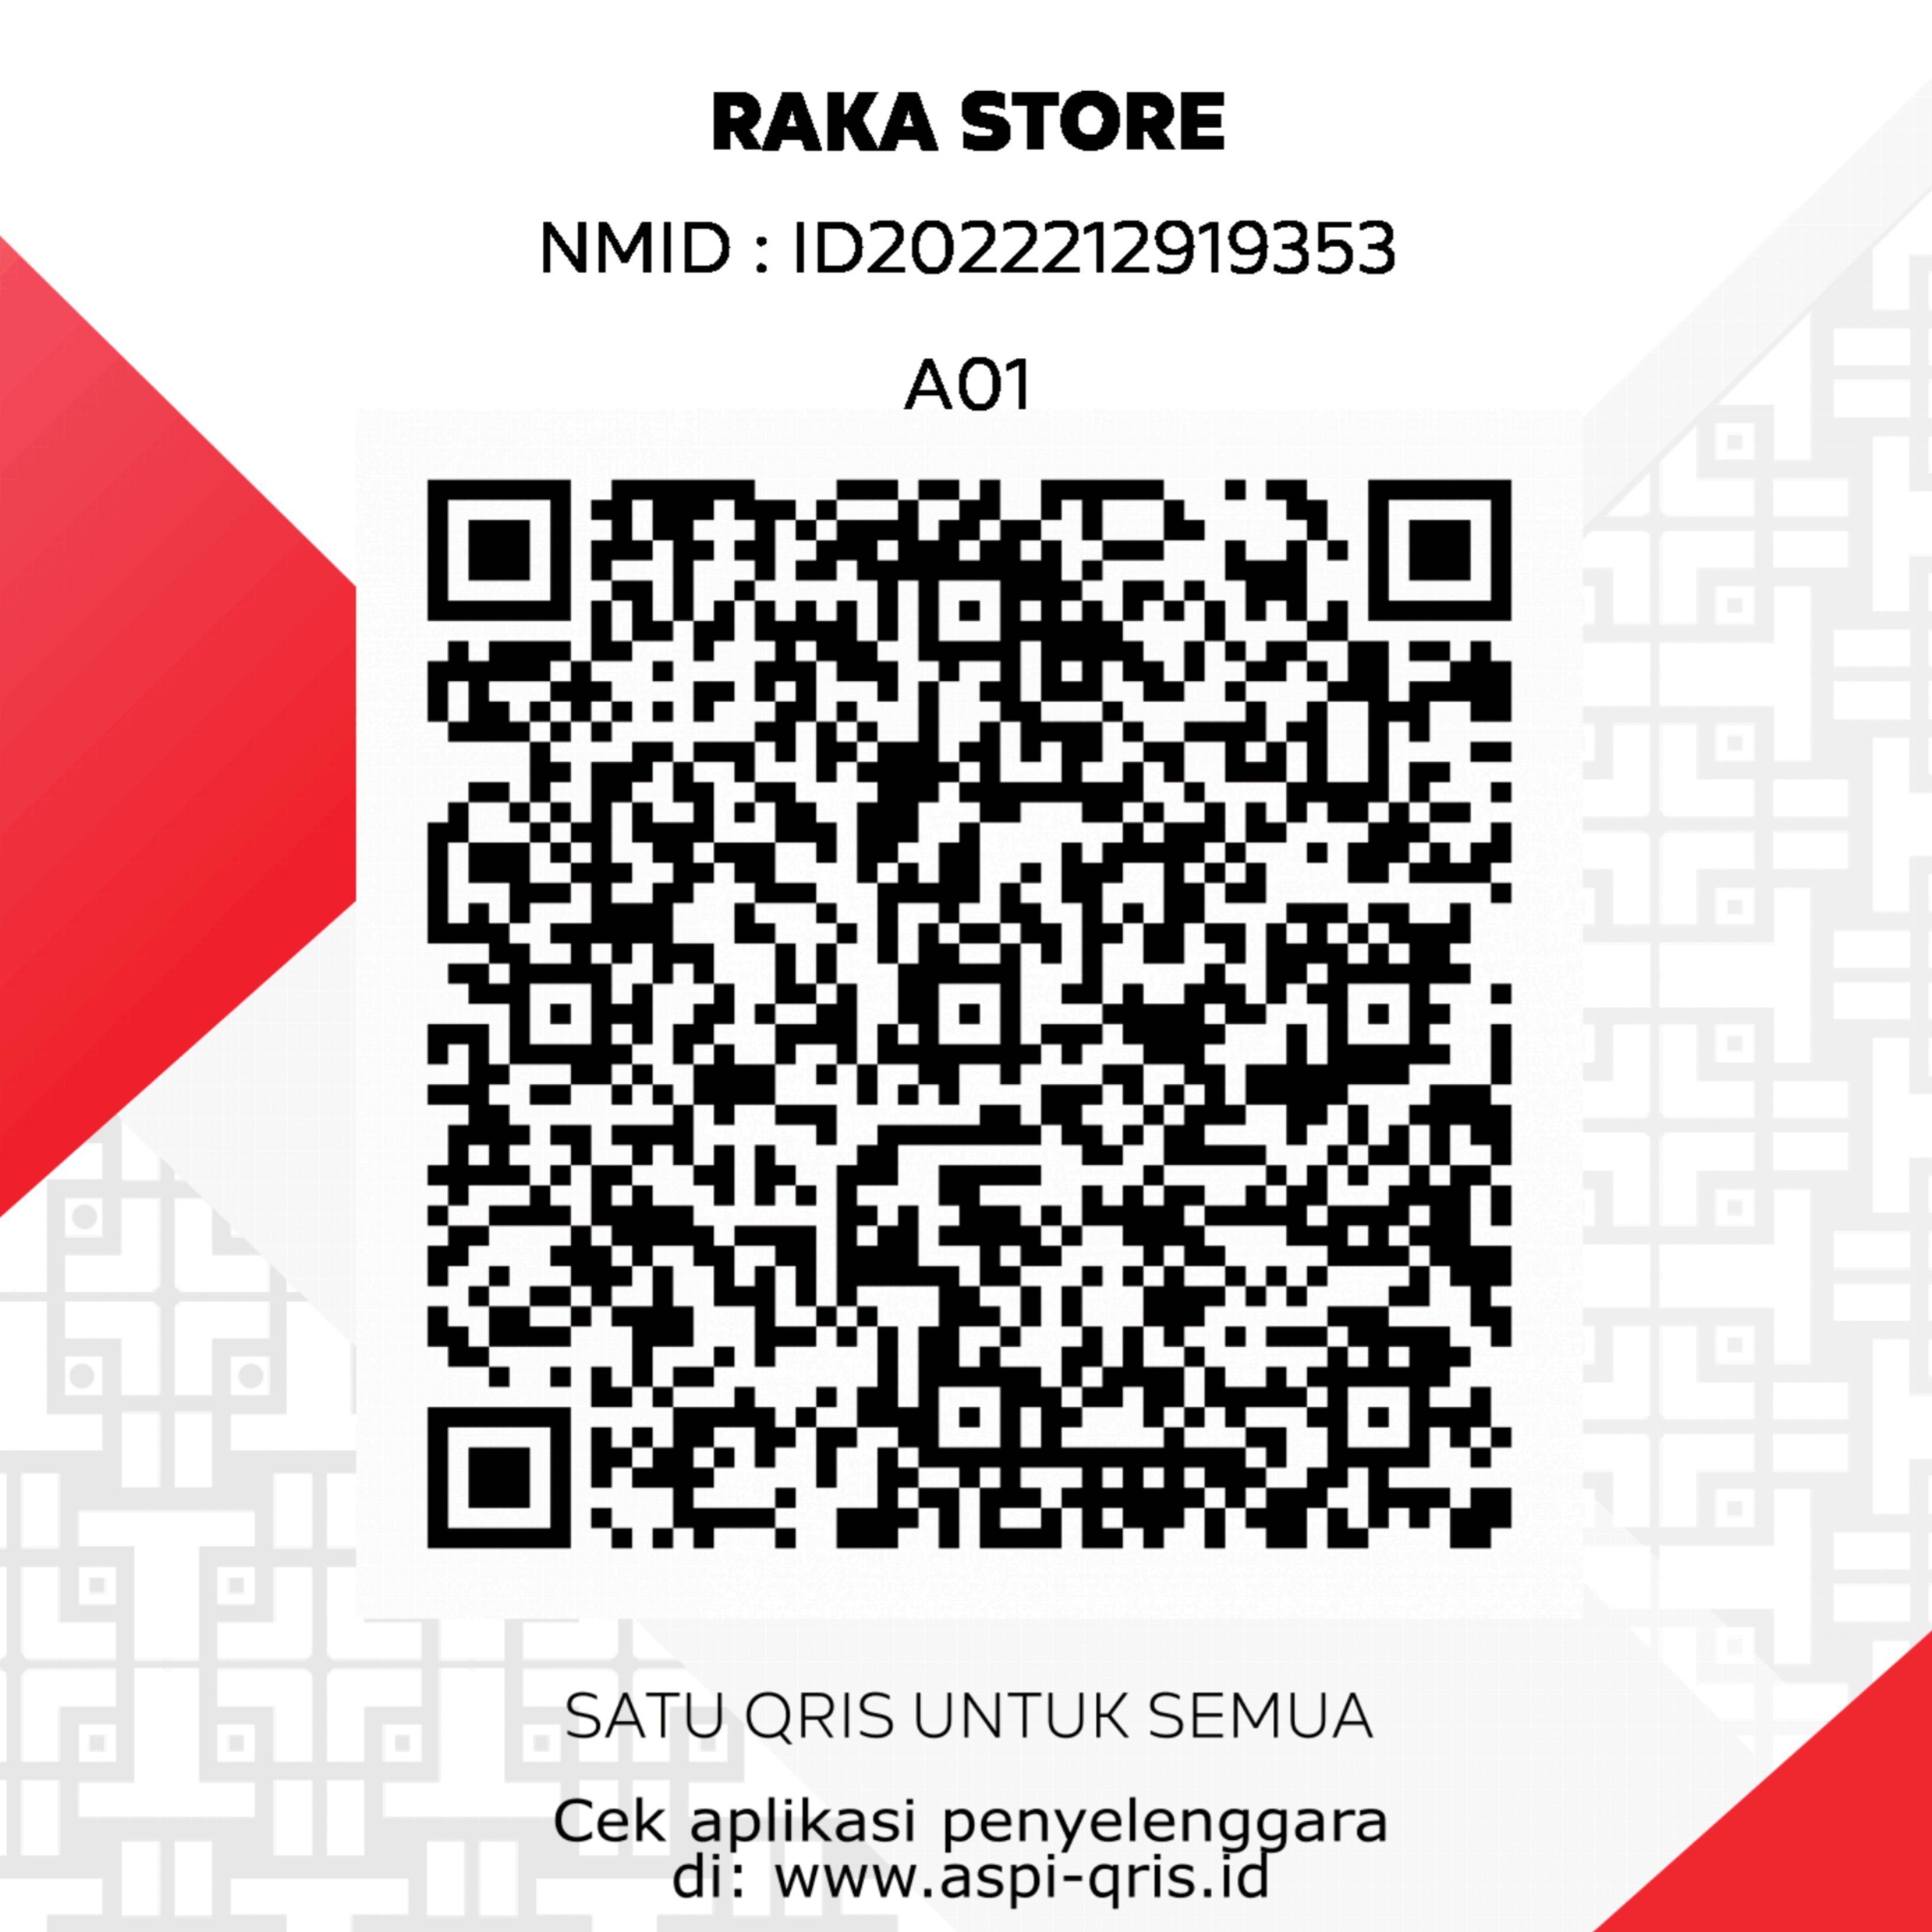 RAKA STORE
NMID : ID2022212919353
A01
SATU QRIS UNTUK SEMUA
Cek aplikasi penyelenggara
di: www.aspi-qris.id